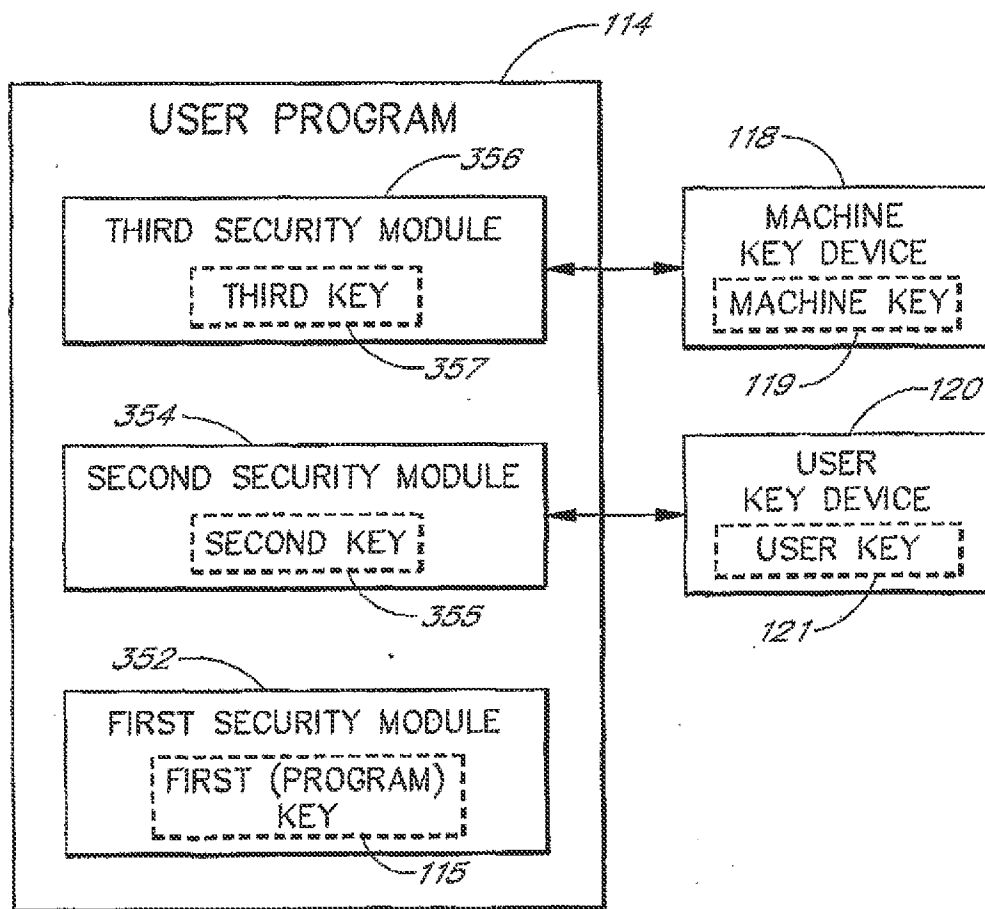 114
USER PROGRAM
356
THIRD SECURITY MODULE
THIRD KEY
357
118
MACHINE
KEY DEVICE
MACHINE KEY
119
354
SECOND SECURITY MODULE
SECOND KEY
355
120
USER
KEY DEVICE
USER KEY
121
352
FIRST SECURITY MODULE
FIRST (PROGRAM)
KEY
115